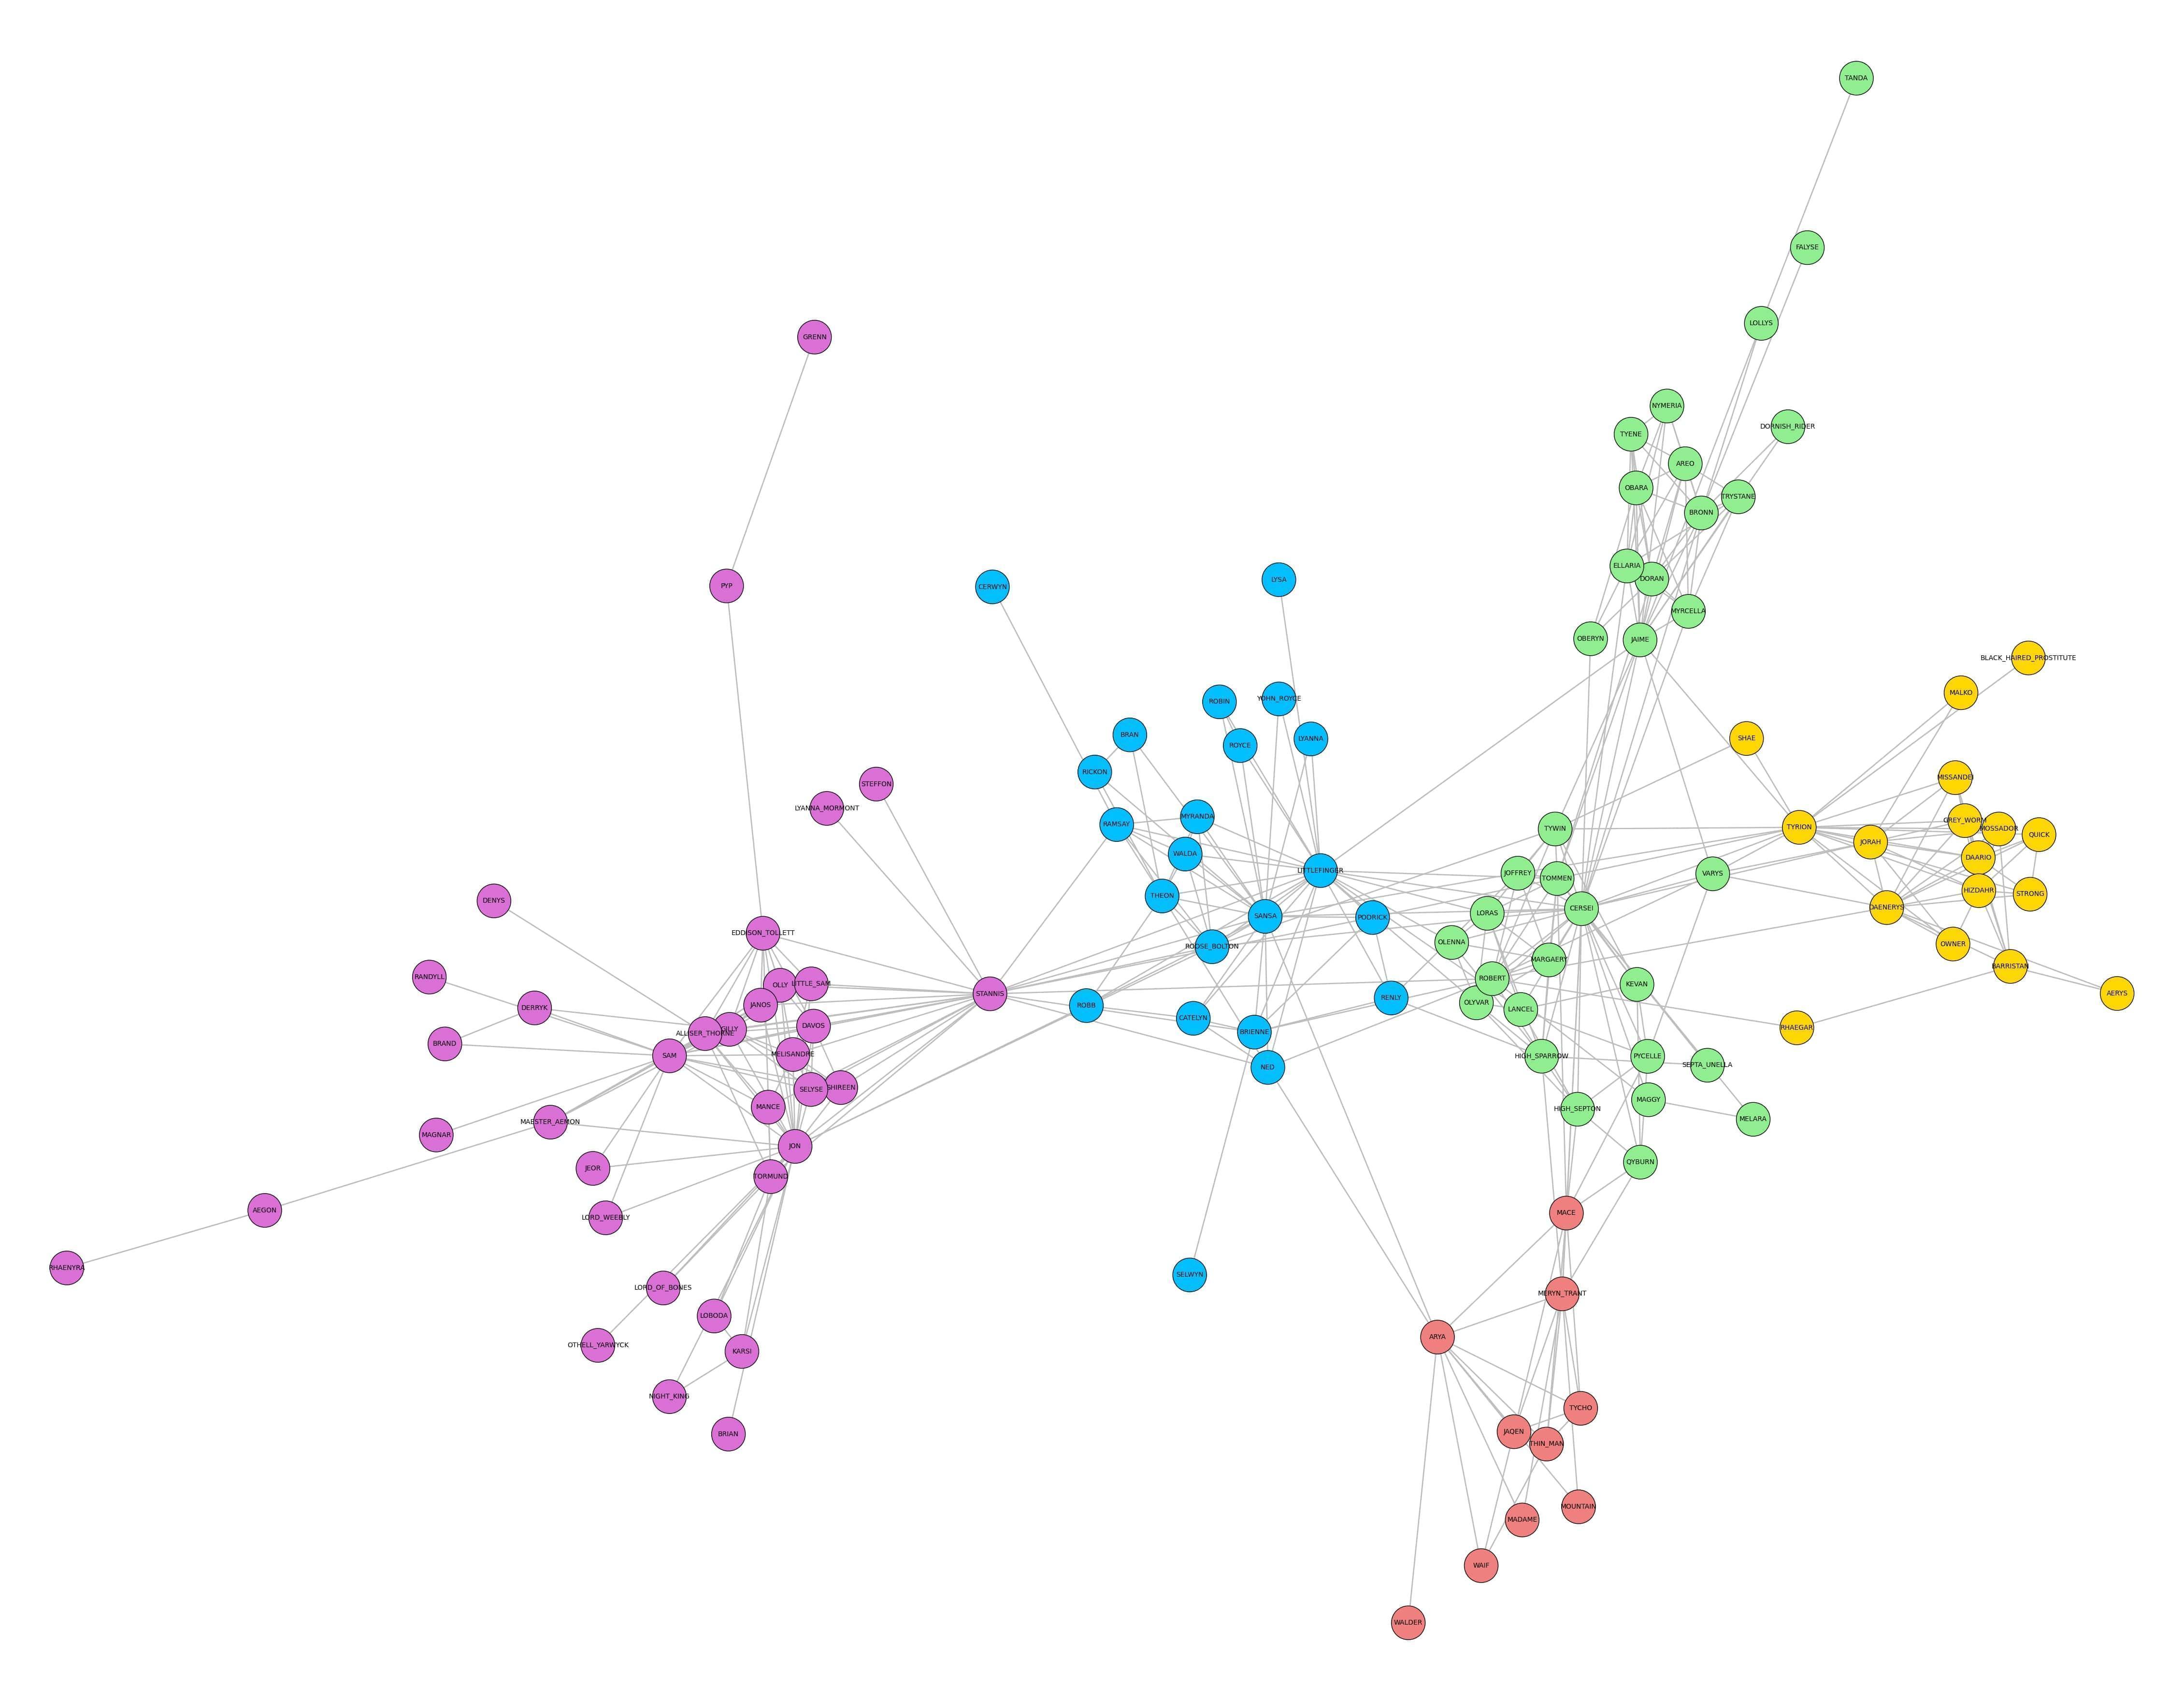 TANDA
FALYSE
LOLLYS
GRENN
NYMERIA
DORNISH_RIDER
TYENE
AREO
OBARA
TRYSTANE
BRONN
ELLARIA
DORAN
LYSA
PYP
CERWYN
MYRCELLA
OBERYN
JAIME
BLACK_HAIRED_PROSTITUTE
MALKO
YOHN_ROYCE
ROBIN
BRAN
SHAE
LYANNA
ROYCE
RICKON
MISSANDEI
STEFFON
LYANNA_MORMONT
MYRANDA
GREY_WORM
RAMSAY
TYRION
TYWIN
MOSSADOR
QUICK
JORAH
WALDA
DAARIO
LITTLEFINGER
JOFFREY
VARYS
TOMMEN
HIZDAHR
STRONG
THEON
DENYS
DAENERYS
CERSEI
LORAS
SANSA
PODRICK
EDDISON_TOLLETT
OLENNA
OWNER
ROOSE_BOLTON
MARGAERY
BARRISTAN
RANDYLL
ROBERT
LITTLE_SAM
OLLY
KEVAN
STANNIS
AERYS
RENLY
OLYVAR
JANOS
ROBB
DERRYK
LANCEL
CATELYN
DAVOS
RHAEGAR
GILLY
BRIENNE
ALLISER_THORNE
BRAND
MELISANDRE
SAM
HIGH_SPARROW
PYCELLE
SEPTA_UNELLA
NED
SHIREEN
SELYSE
MAGGY
MANCE
HIGH_SEPTON
MELARA
MAESTER_AEMON
MAGNAR
JON
QYBURN
JEOR
TORMUND
AEGON
MACE
LORD_WEEBLY
RHAENYRA
SELWYN
LORD_OF_BONES
MERYN_TRANT
LOBODA
ARYA
OTHELL_YARWYCK
KARSI
NIGHT_KING
TYCHO
JAQEN
BRIAN
THIN_MAN
MOUNTAIN
MADAME
WAIF
WALDER